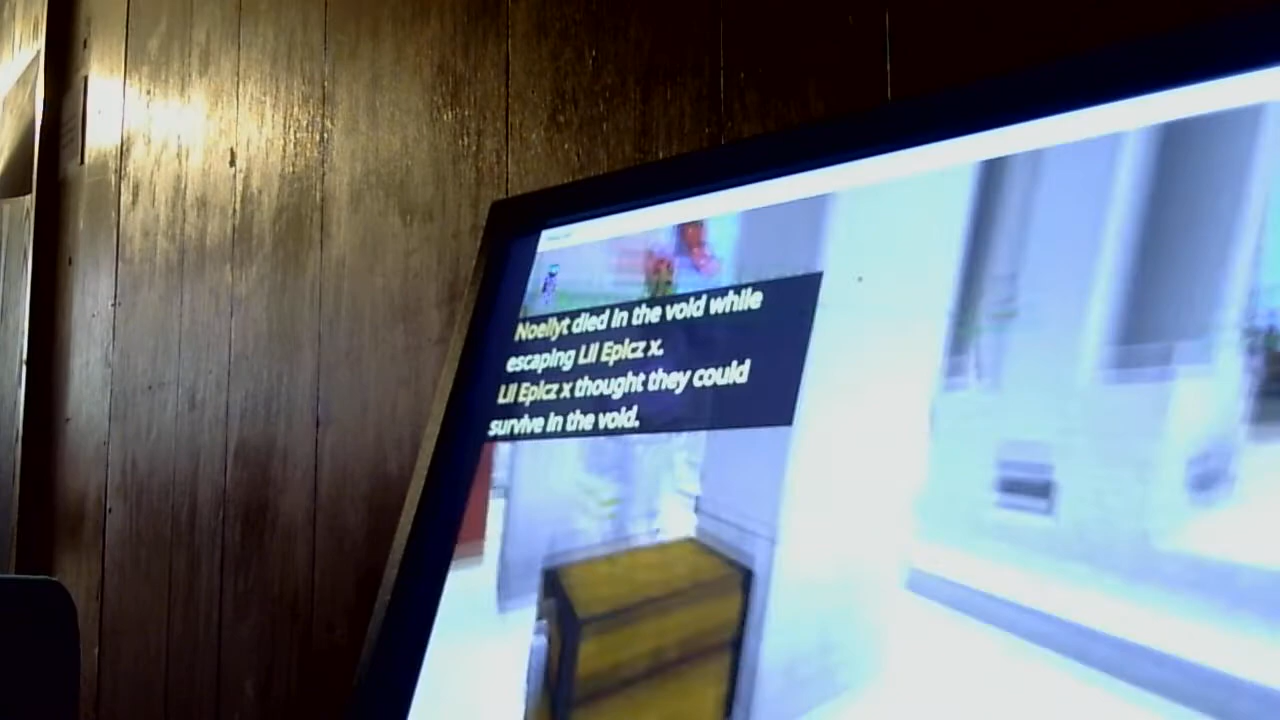 Noellyt died in the void while
escaping Lil Epicz x.
Lil Epicz x thought they could
survive in the void.